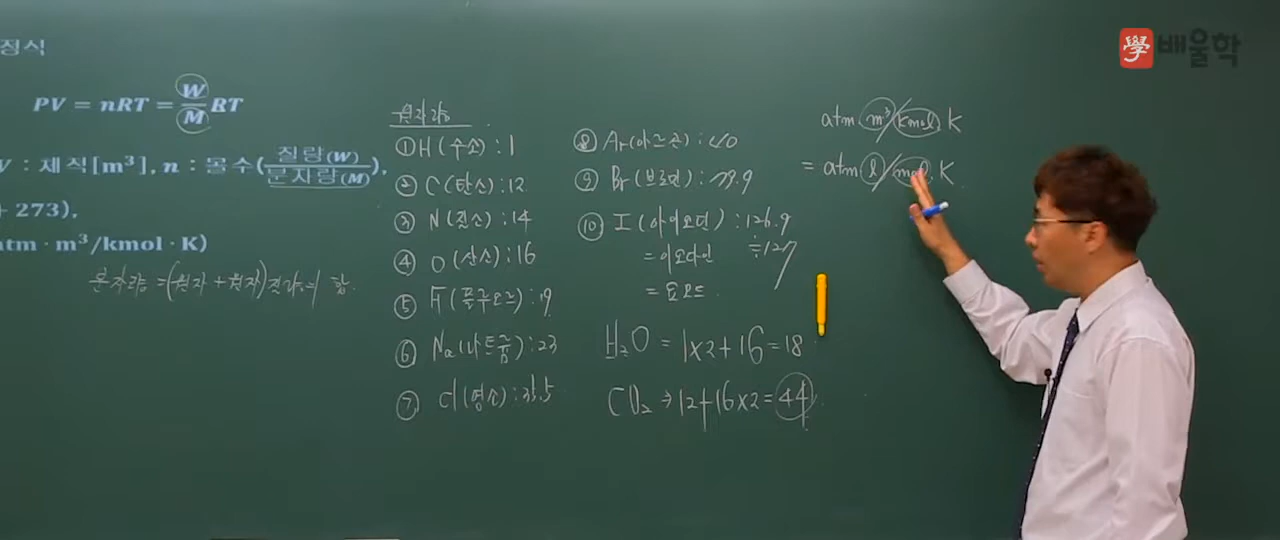 學 배울학
정식
PV = nRT = W/M RT
V : 체적[m³], n : 몰수(질량(W)/분자량(M)),
+ 273).
atm · m³/kmol · K)
분자량 = (원자 + 원자) 질량의 합
원자량
① H (수소) : 1
② C (탄소) : 12
③ N (질소) : 14
④ O (산소) : 16
⑤ F (플루오르) : 19
⑥ Na (나트륨) : 23
⑦ Cl (염소) : 35.5
⑧ Ar (아르곤) : 40
⑨ Br (브로민) : 79.9
⑩ I (아이오딘) : 126.9
≒ 127
= 아이오딘
= 요오드
H₂O = 1×2+16 = 18
CO₂ ⇒ 12+16×2 = 44
atm m³/kmol K
= atm l/mol K